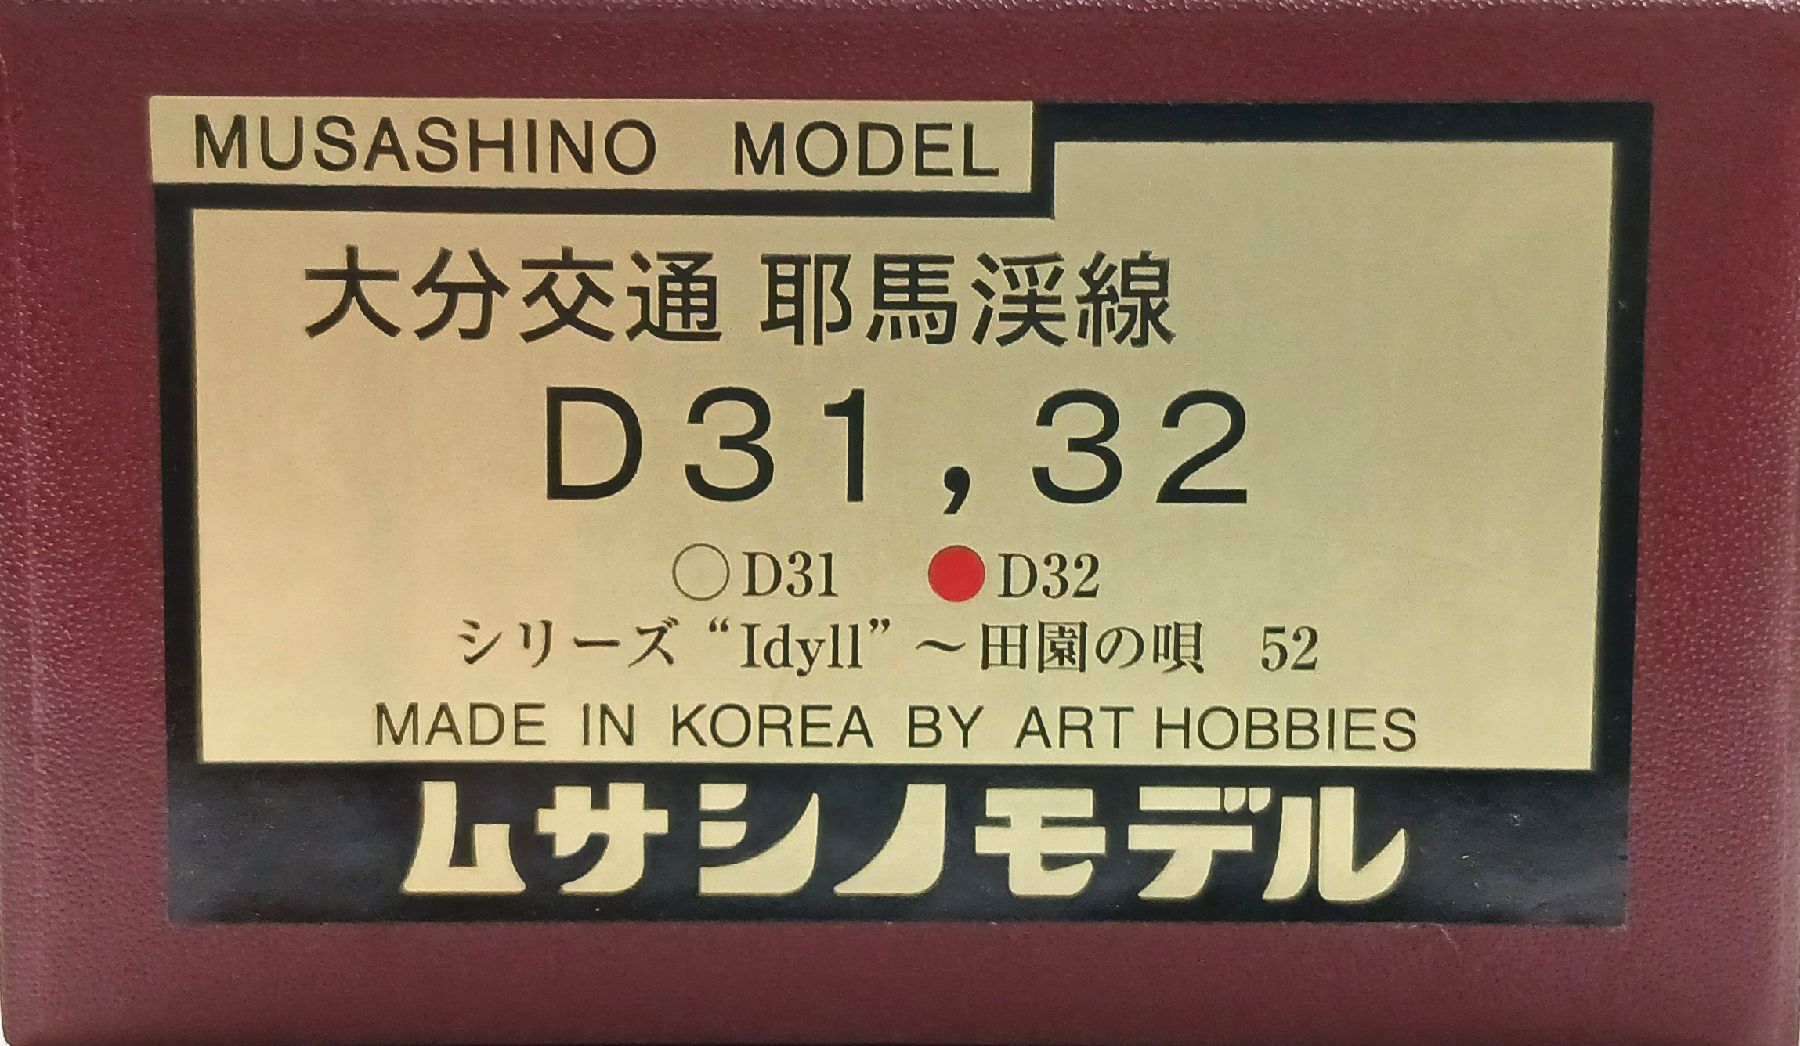 MUSASHINO MODEL
大分交通 耶馬渓線
D31,32
○D31 ●D32
シリーズ“Idyll”～田園の唄 52
MADE IN KOREA BY ART HOBBIES
ムサシノモデル